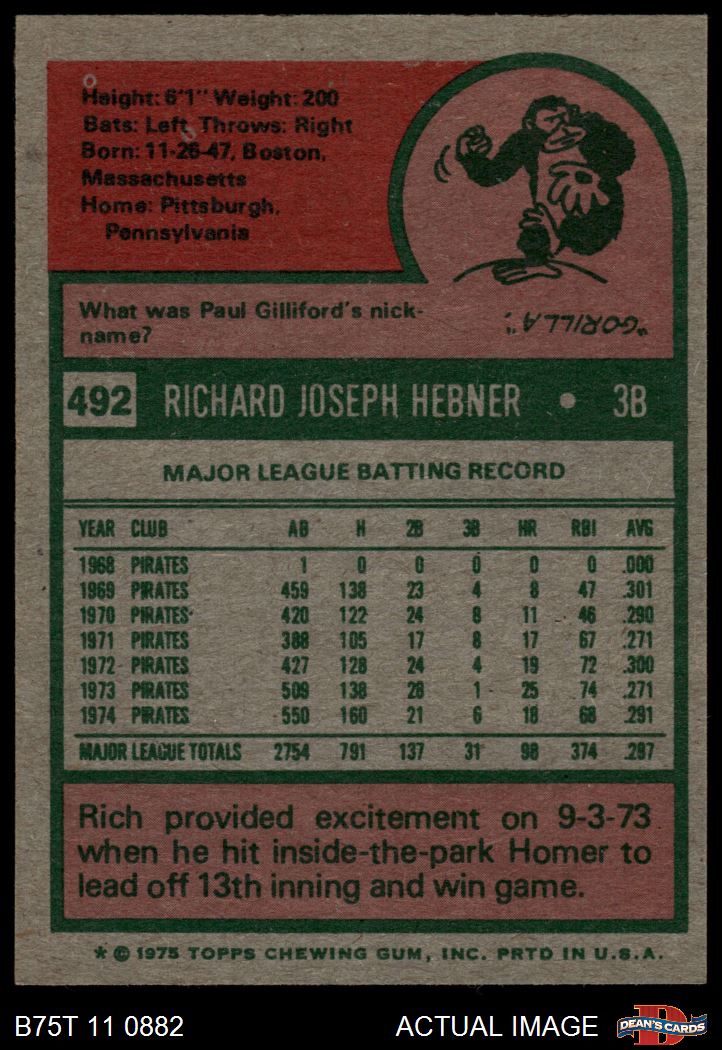 Height: 6'1" Weight: 200
Bats: Left Throws: Right
Born: 11-26-47, Boston,
Massachusetts
Home: Pittsburgh,
Pennsylvania
What was Paul Gilliford's nick-
name?
"GORILLA".
492 RICHARD JOSEPH HEBNER • 3B
MAJOR LEAGUE BATTING RECORD
YEAR CLUB AB H 2B 3B HR RBI AVG
1968 PIRATES 1 0 0 0 0 0 .000
1969 PIRATES 459 138 23 4 8 47 .301
1970 PIRATES 420 122 24 8 11 46 .290
1971 PIRATES 388 105 17 8 17 67 .271
1972 PIRATES 427 128 24 4 19 72 .300
1973 PIRATES 509 138 28 1 25 74 .271
1974 PIRATES 550 160 21 6 18 68 .291
MAJOR LEAGUE TOTALS 2754 791 137 31 98 374 .287
Rich provided excitement on 9-3-73
when he hit inside-the-park Homer to
lead off 13th inning and win game.
* © 1975 TOPPS CHEWING GUM, INC. PRTD IN U.S.A.
B75T 11 0882 ACTUAL IMAGE D DEAN'S CARDS